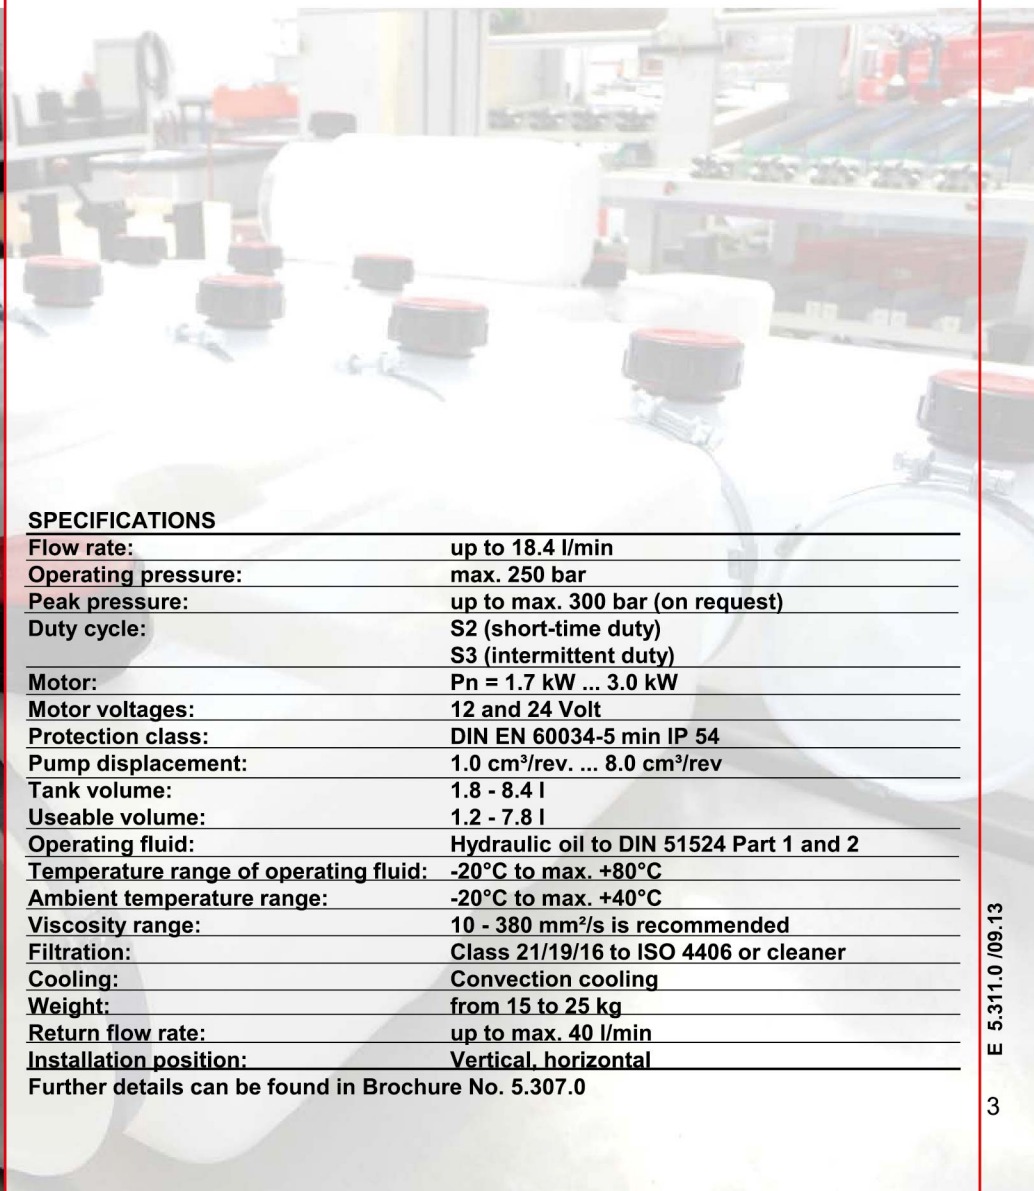 SPECIFICATIONS
Flow rate: up to 18.4 l/min
Operating pressure: max. 250 bar
Peak pressure: up to max. 300 bar (on request)
Duty cycle: S2 (short-time duty)
S3 (intermittent duty)
Motor: Pn = 1.7 kW ... 3.0 kW
Motor voltages: 12 and 24 Volt
Protection class: DIN EN 60034-5 min IP 54
Pump displacement: 1.0 cm³/rev. ... 8.0 cm³/rev
Tank volume: 1.8 - 8.4 l
Useable volume: 1.2 - 7.8 l
Operating fluid: Hydraulic oil to DIN 51524 Part 1 and 2
Temperature range of operating fluid: -20°C to max. +80°C
Ambient temperature range: -20°C to max. +40°C
Viscosity range: 10 - 380 mm²/s is recommended
Filtration: Class 21/19/16 to ISO 4406 or cleaner
Cooling: Convection cooling
Weight: from 15 to 25 kg
Return flow rate: up to max. 40 l/min
Installation position: Vertical, horizontal
Further details can be found in Brochure No. 5.307.0
E 5.311.0 /09.13
3